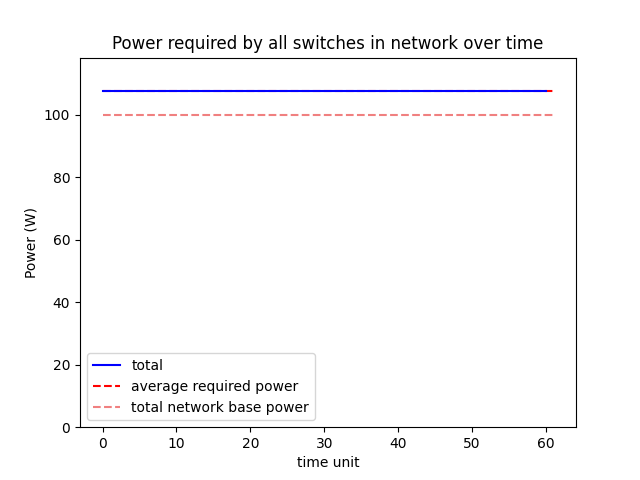 Power required by all switches in network over time
Power (W)
100
80
60
40
20
0
total
average required power
total network base power
0 10 20 30 40 50 60
time unit